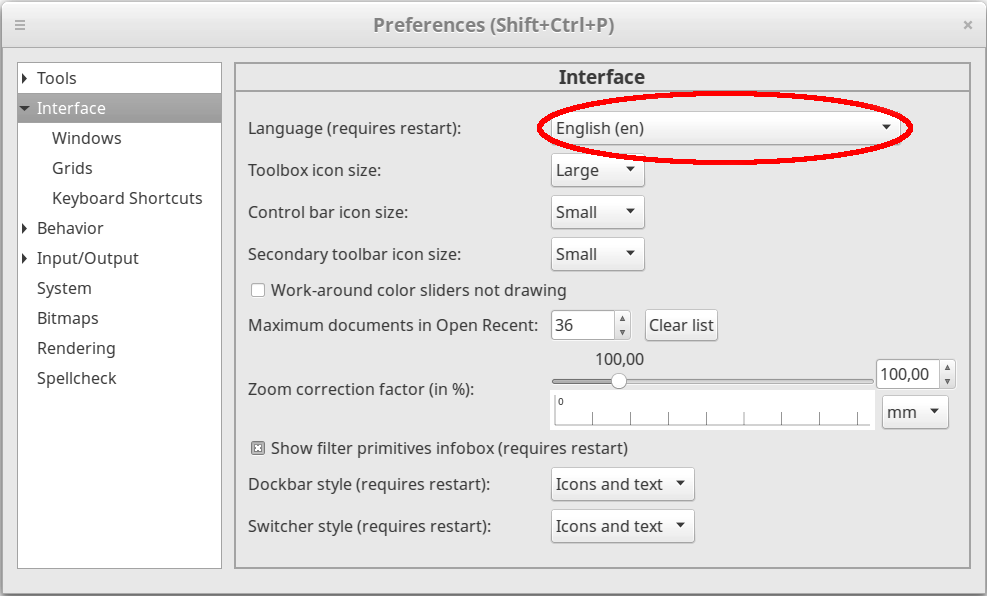 Preferences (Shift+Ctrl+P)
Tools
Interface
Windows
Grids
Keyboard Shortcuts
Behavior
Input/Output
System
Bitmaps
Rendering
Spellcheck
Interface
Language (requires restart): English (en)
Toolbox icon size: Large
Control bar icon size: Small
Secondary toolbar icon size: Small
Work-around color sliders not drawing
Maximum documents in Open Recent: 36 Clear list
100,00
Zoom correction factor (in %): 100,00
0
mm
Show filter primitives infobox (requires restart)
Dockbar style (requires restart): Icons and text
Switcher style (requires restart): Icons and text